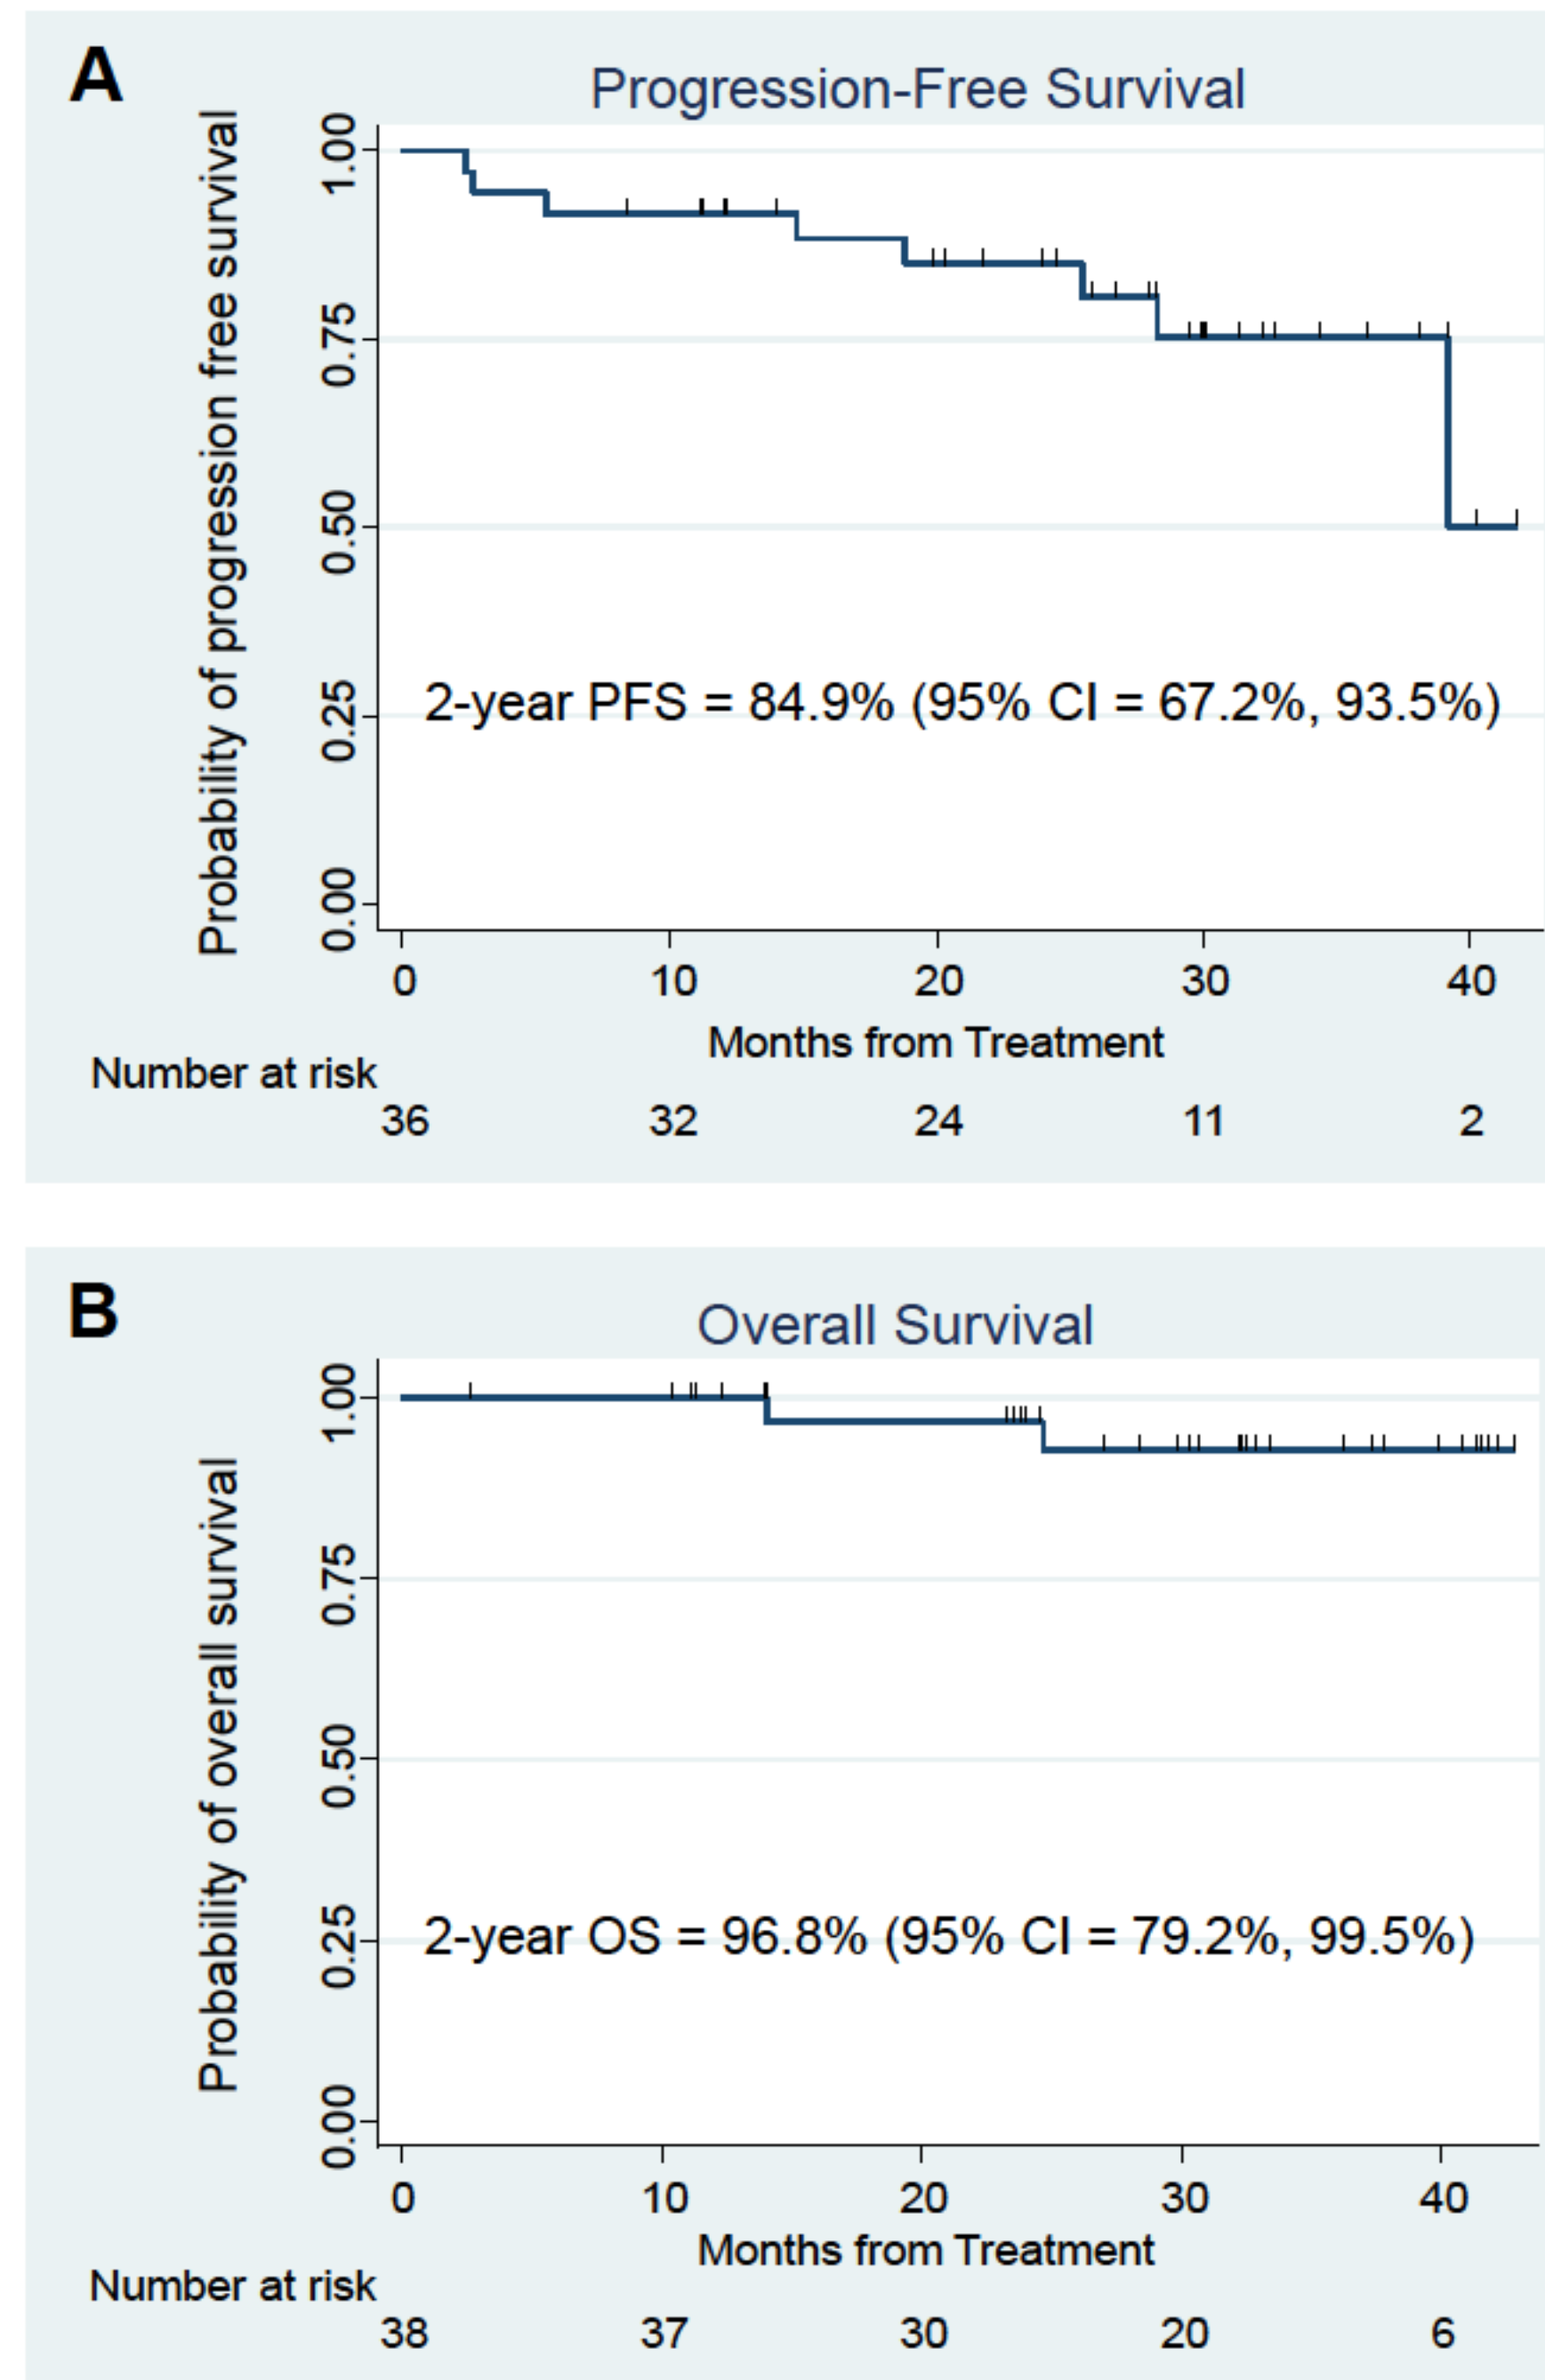 A
Progression-Free Survival
Probability of progression free survival
1.00
0.75
0.50
0.25
0.00
2-year PFS = 84.9% (95% CI = 67.2%, 93.5%)
0 10 20 30 40
Months from Treatment
Number at risk
36 32 24 11 2
B
Overall Survival
Probability of overall survival
1.00
0.75
0.50
0.25
0.00
2-year OS = 96.8% (95% CI = 79.2%, 99.5%)
0 10 20 30 40
Months from Treatment
Number at risk
38 37 30 20 6